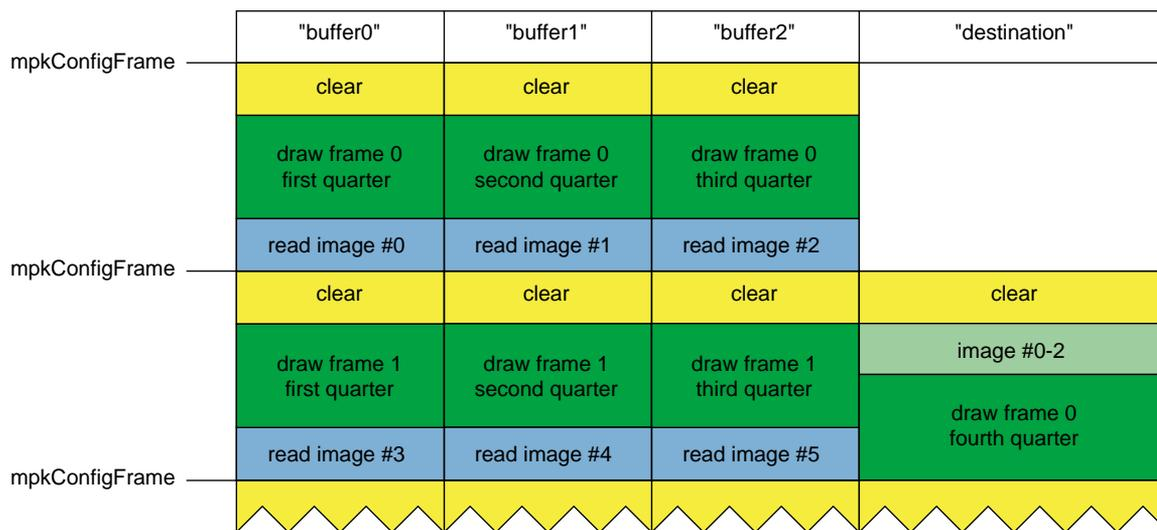 "buffer0" "buffer1" "buffer2" "destination"
mpkConfigFrame
clear clear clear
draw frame 0 draw frame 0 draw frame 0
first quarter second quarter third quarter
read image #0 read image #1 read image #2
mpkConfigFrame
clear clear clear clear
image #0-2
draw frame 1 draw frame 1 draw frame 1
first quarter second quarter third quarter
draw frame 0
fourth quarter
read image #3 read image #4 read image #5
mpkConfigFrame